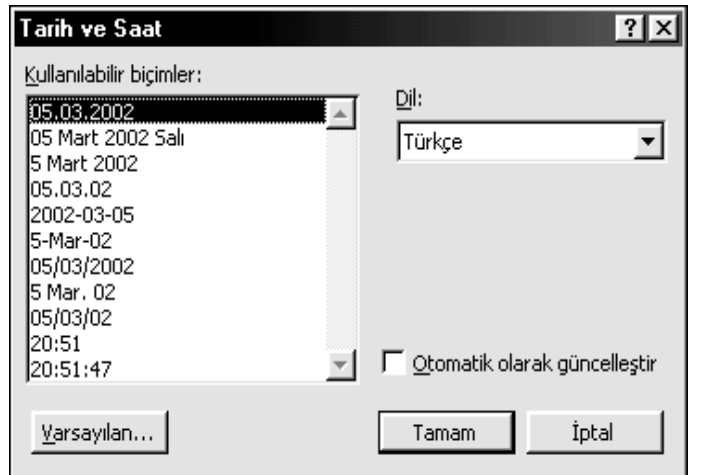 Tarih ve Saat
Kullanılabilir biçimler:
05.03.2002
05 Mart 2002 Salı
5 Mart 2002
05.03.02
2002-03-05
5-Mar-02
05/03/2002
5 Mar. 02
05/03/02
20:51
20:51:47
Dil:
Türkçe
Otomatik olarak güncelleştir
Varsayılan...
Tamam
İptal